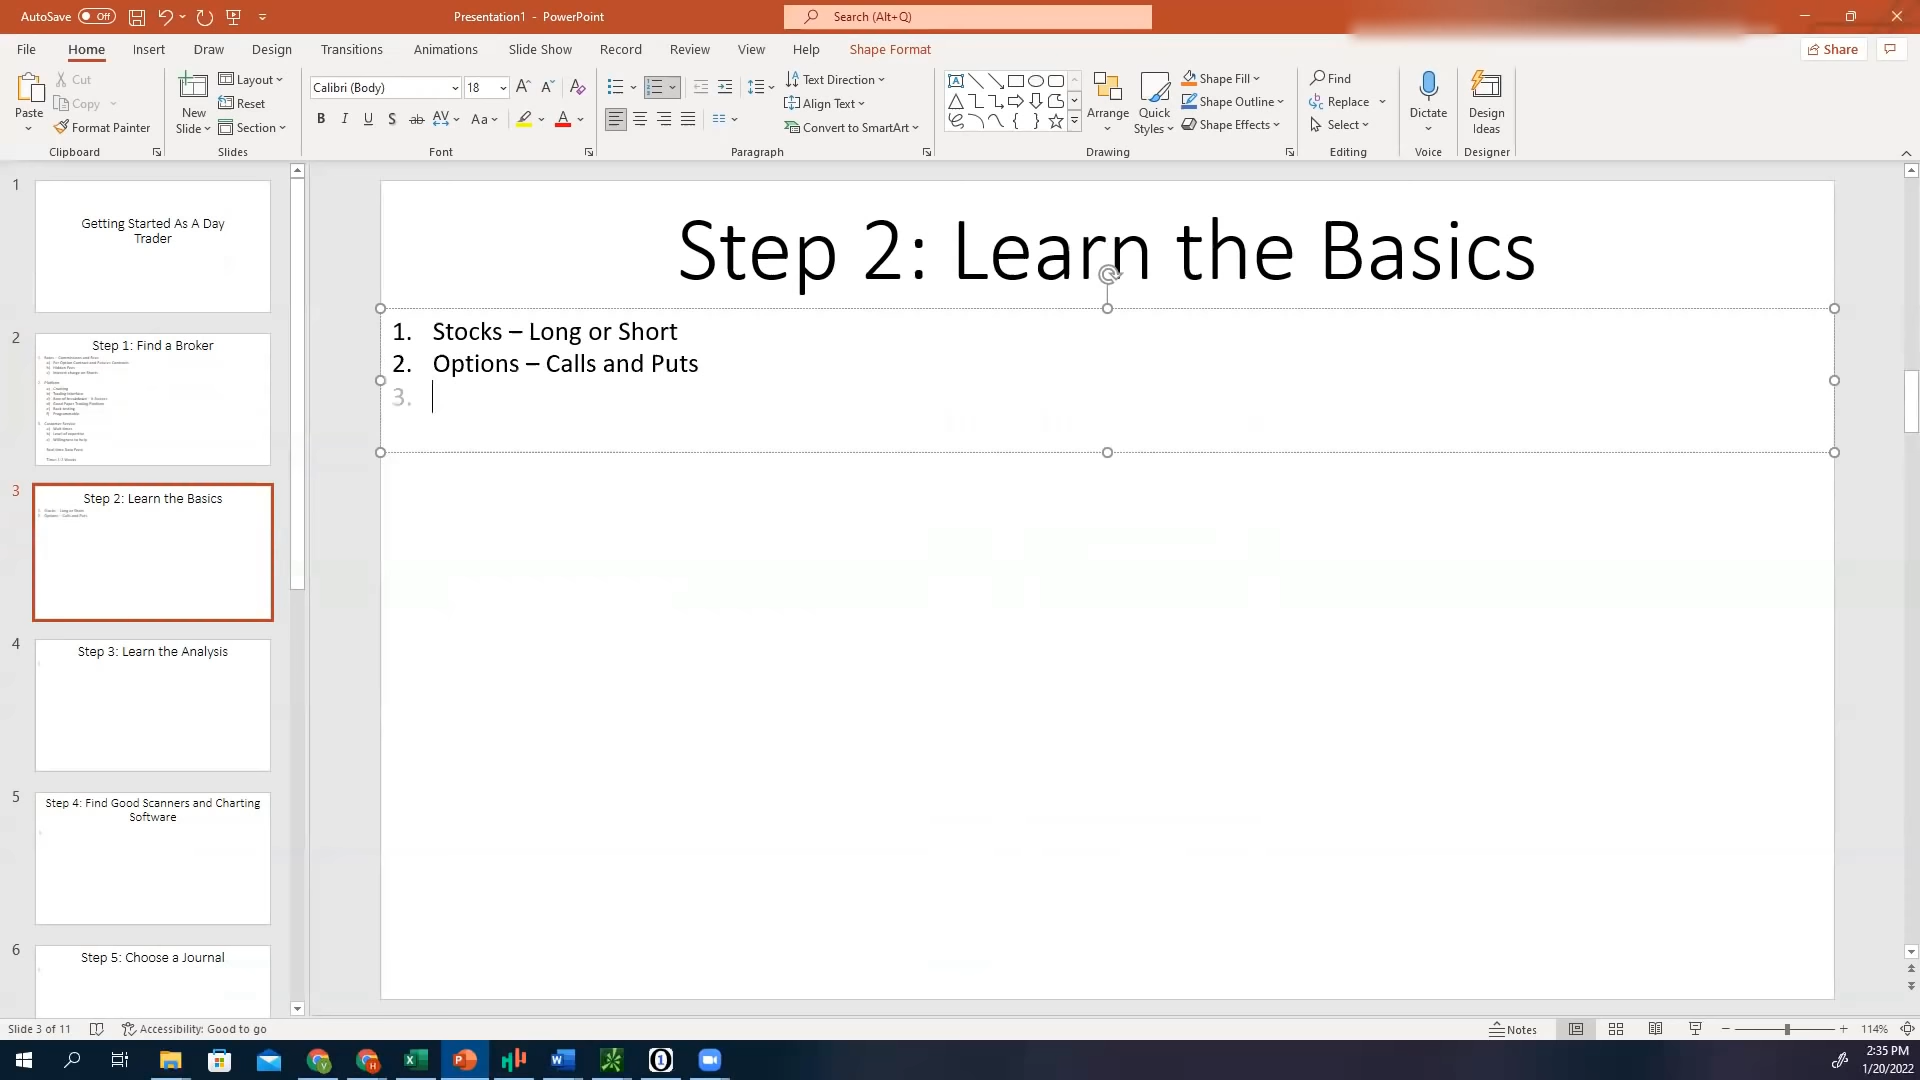 AutoSave Off Presentation1 - PowerPoint Search (Alt+Q)
File Home Insert Draw Design Transitions Animations Slide Show Record Review View Help Shape Format Share
Paste Cut Copy Format Painter
Clipboard
New Slide Layout Reset Section
Slides
Calibri (Body) 18
B I U S ab AV Aa A
Font
Text Direction Align Text Convert to SmartArt
Paragraph
Arrange Quick Styles Shape Fill Shape Outline Shape Effects
Drawing
Find Replace Select
Editing
Dictate
Voice
Design Ideas
Designer
1
Getting Started As A Day
Trader
2
Step 1: Find a Broker
3
Step 2: Learn the Basics
4
Step 3: Learn the Analysis
5
Step 4: Find Good Scanners and Charting
Software
6
Step 5: Choose a Journal
Step 2: Learn the Basics
1. Stocks – Long or Short
2. Options – Calls and Puts
3.
Slide 3 of 11 Accessibility: Good to go Notes 114%
2:35 PM
1/20/2022